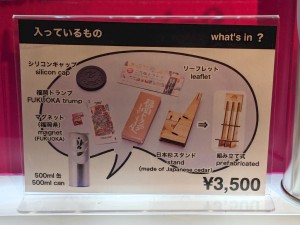 入っているもの
what's in ?
シリコンキャップ
silicon cap
リーフレット
leaflet
福岡トランプ
FUKUOKA trump
マグネット
(福岡県)
magnet
(FUKUOKA)
日本杉スタンド
stand
(made of Japanese ceder)
組み立て式
prefabricated
500ml 缶
500ml can
¥3,500